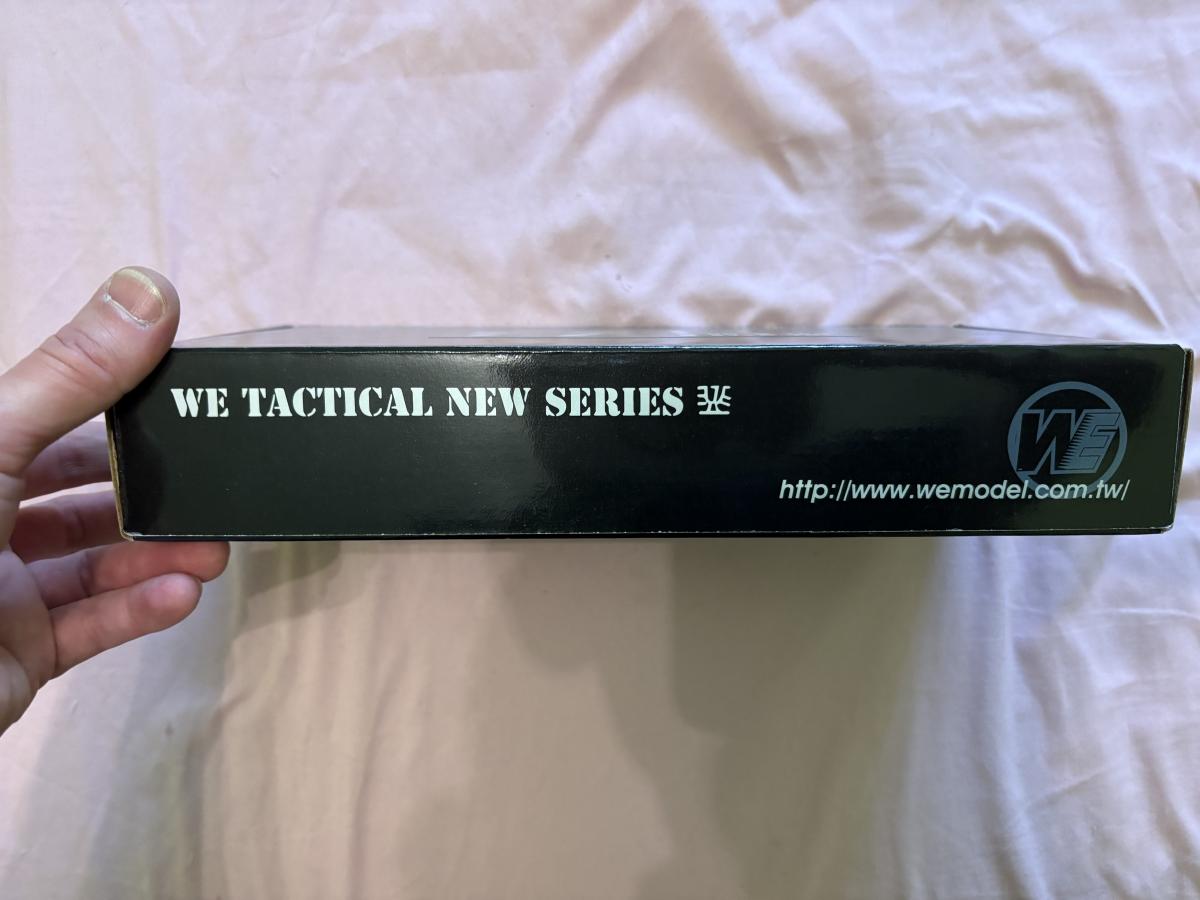 WE TACTICAL NEW SERIES
WE
http://www.wemodel.com.tw/